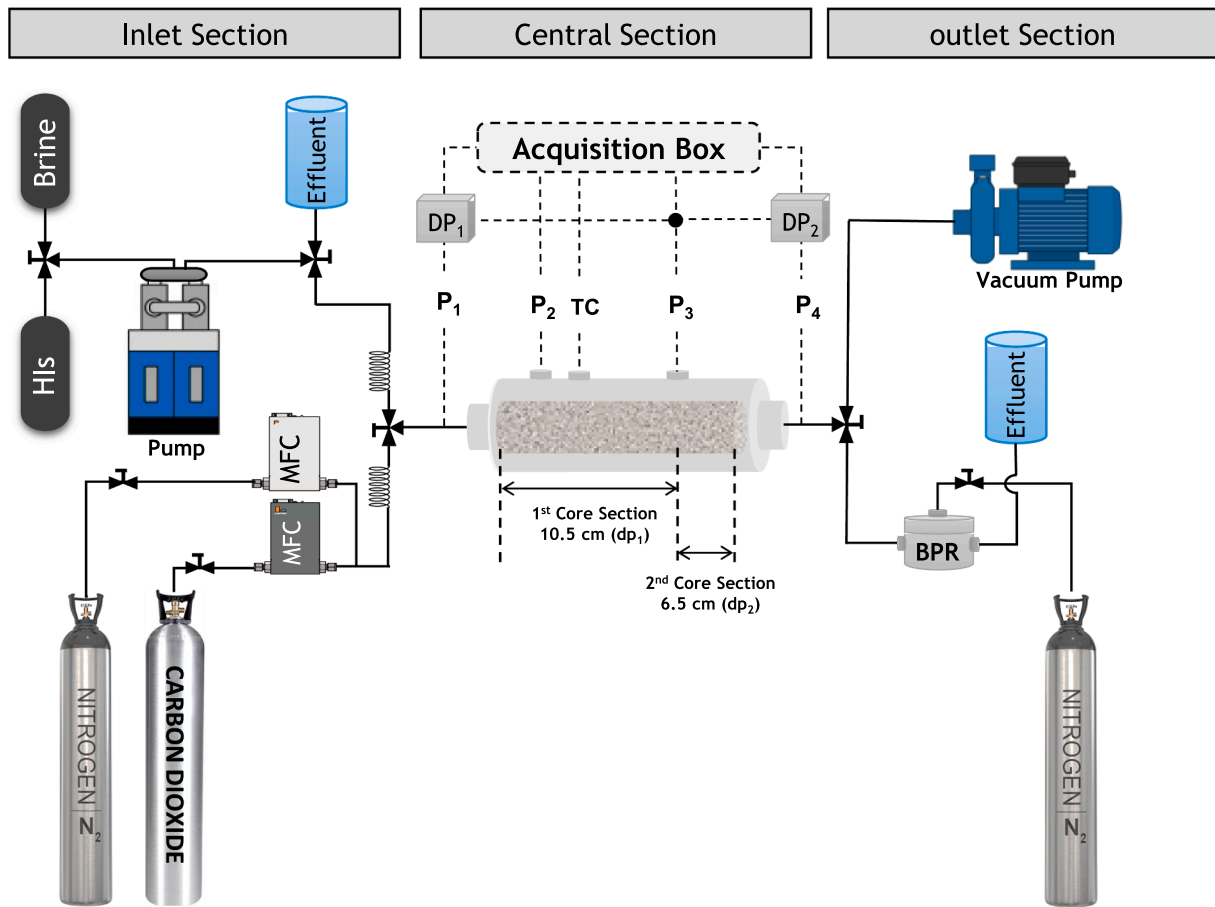 Inlet Section
Central Section
outlet Section
Brine
HIs
Pump
Effluent
Acquisition Box
DP₁
DP₂
P₁
P₂
TC
P₃
P₄
Vacuum Pump
Effluent
MFC
MFC
1ˢᵗ Core Section
10.5 cm (dp₁)
2ⁿᵈ Core Section
6.5 cm (dp₂)
BPR
NITROGEN
N₂
CARBON DIOXIDE
NITROGEN
N₂